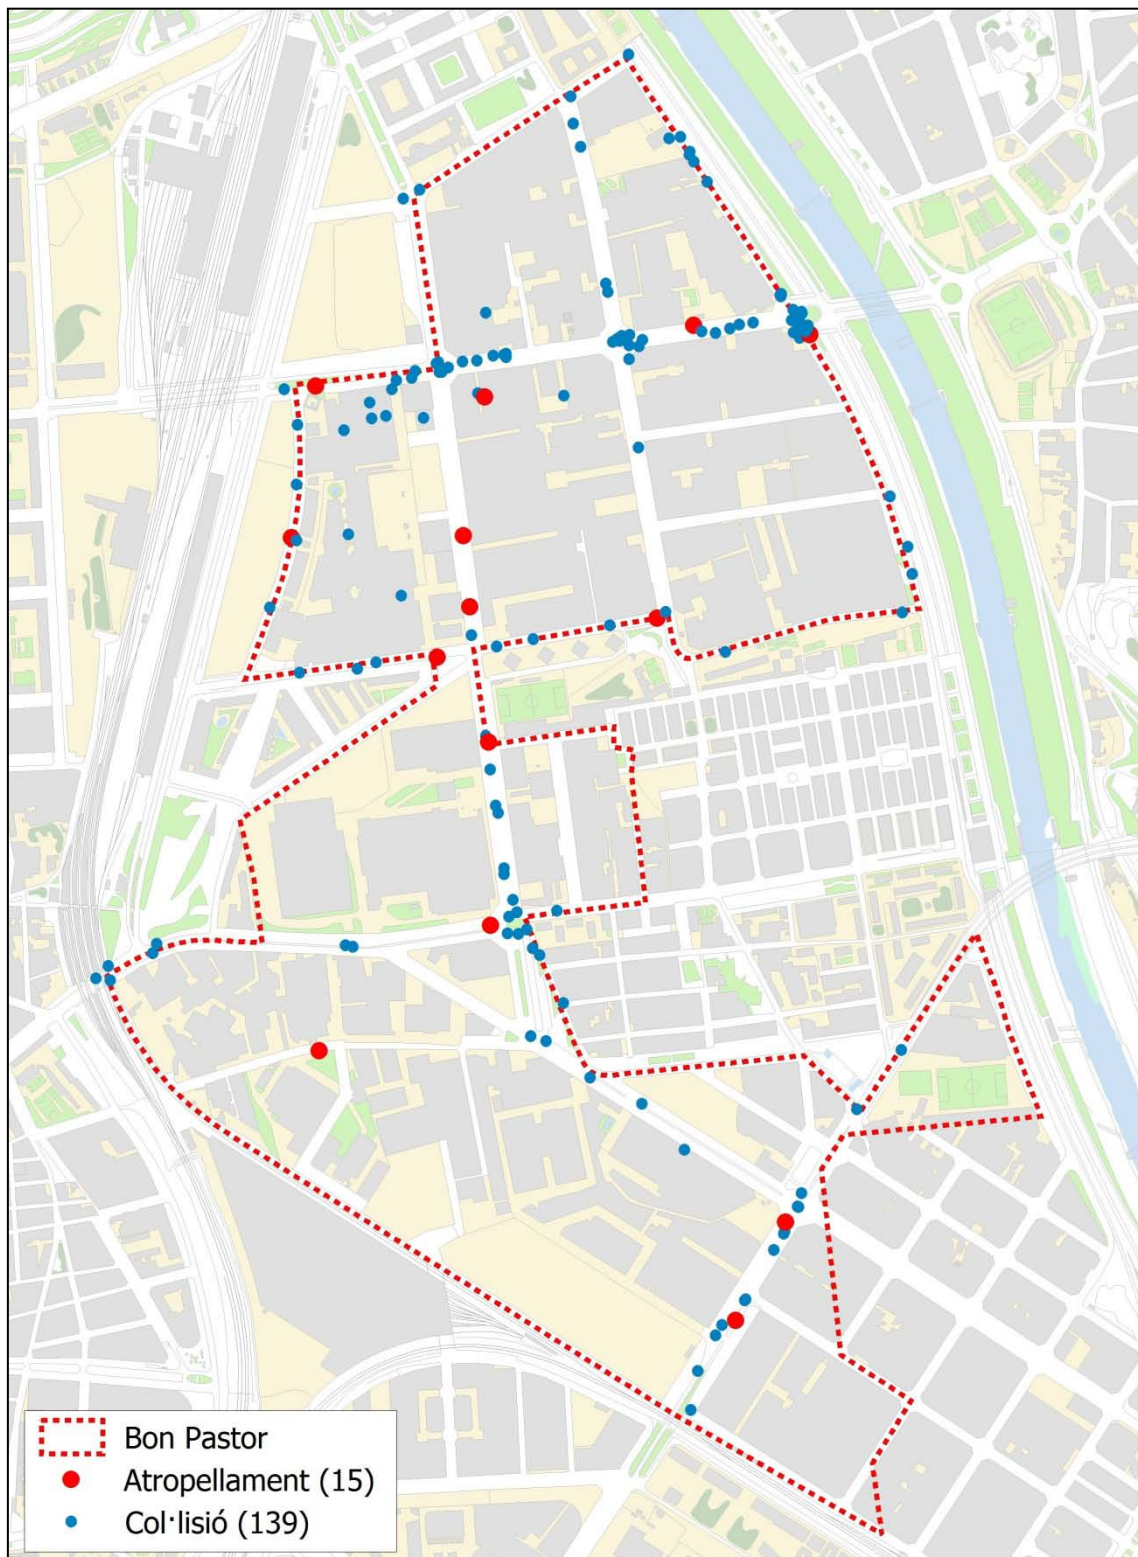 Bon Pastor
Atropellament (15)
Col·lisió (139)